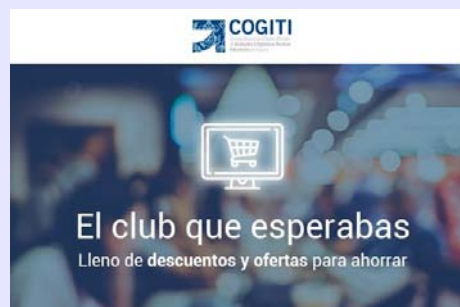 COGITI
El club que esperabas
Lleno de descuentos y ofertas para ahorrar